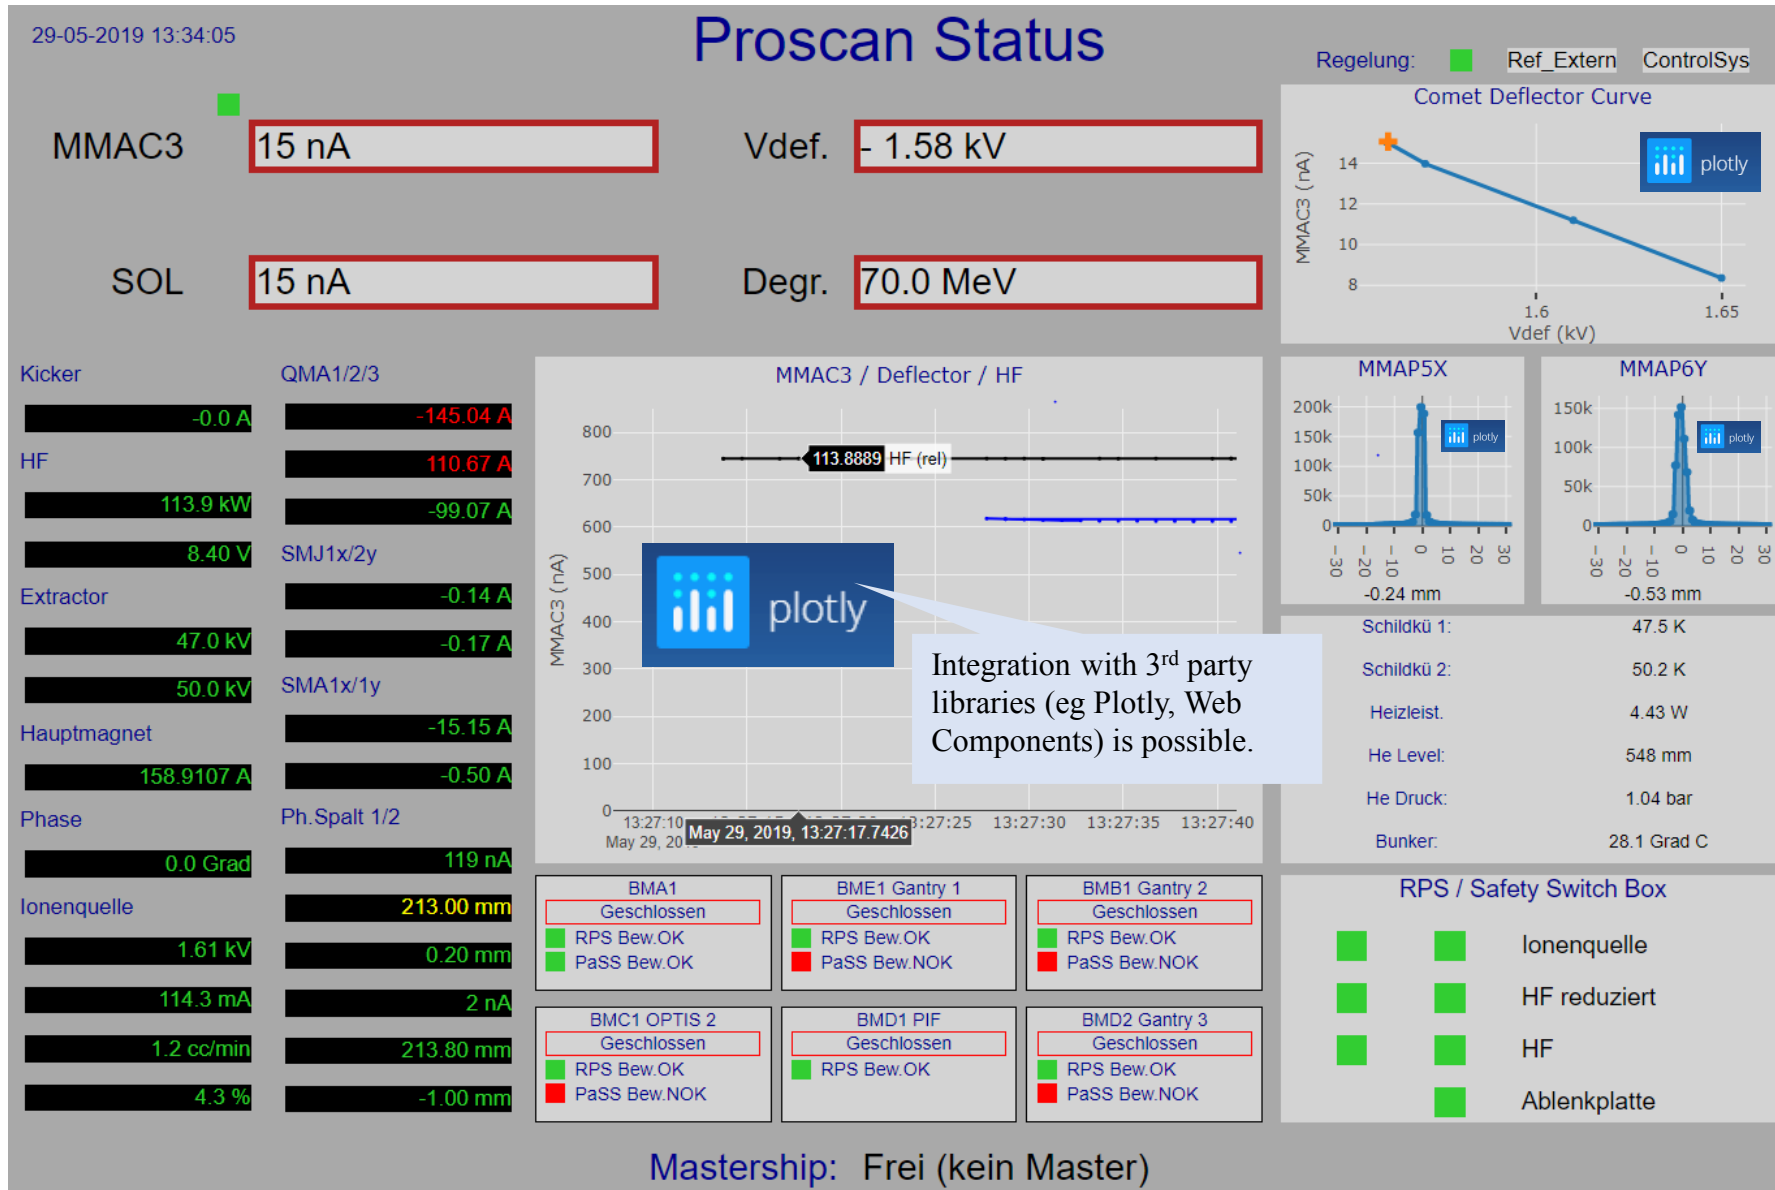 29-05-2019 13:34:05
Proscan Status
Regelung: Ref_Extern ControlSys
MMAC3 15 nA
Vdef. - 1.58 kV
SOL 15 nA
Degr. 70.0 MeV
Comet Deflector Curve
MMAC3 (nA)
14
12
10
8
1.6 1.65
Vdef (kV)
plotly
Kicker
-0.0 A
HF
113.9 kW
8.40 V
Extractor
47.0 kV
50.0 kV
Hauptmagnet
158.9107 A
Phase
0.0 Grad
Ionenquelle
1.61 kV
114.3 mA
1.2 cc/min
4.3 %
QMA1/2/3
-145.04 A
110.67 A
-99.07 A
SMJ1x/2y
-0.14 A
-0.17 A
SMA1x/1y
-15.15 A
-0.50 A
Ph.Spalt 1/2
119 nA
213.00 mm
0.20 mm
2 nA
213.80 mm
-1.00 mm
MMAC3 / Deflector / HF
MMAC3 (nA)
800
700
600
500
400
300
200
100
0
113.8889 HF (rel)
plotly
Integration with 3rd party
libraries (eg Plotly, Web
Components) is possible.
13:27:10 :27:25 13:27:30 13:27:35 13:27:40
May 29, 20
May 29, 2019, 13:27:17.7426
MMAP5X
200k
150k
100k
50k
0
−30 −20 −10 0 10 20 30
-0.24 mm
plotly
MMAP6Y
150k
100k
50k
0
−30 −20 −10 0 10 20 30
-0.53 mm
plotly
Schildkü 1: 47.5 K
Schildkü 2: 50.2 K
Heizleist. 4.43 W
He Level: 548 mm
He Druck: 1.04 bar
Bunker: 28.1 Grad C
BMA1
Geschlossen
RPS Bew.OK
PaSS Bew.OK
BME1 Gantry 1
Geschlossen
RPS Bew.OK
PaSS Bew.NOK
BMB1 Gantry 2
Geschlossen
RPS Bew.OK
PaSS Bew.NOK
BMC1 OPTIS 2
Geschlossen
RPS Bew.OK
PaSS Bew.NOK
BMD1 PIF
Geschlossen
RPS Bew.OK
BMD2 Gantry 3
Geschlossen
RPS Bew.OK
PaSS Bew.NOK
RPS / Safety Switch Box
Ionenquelle
HF reduziert
HF
Ablenkplatte
Mastership: Frei (kein Master)